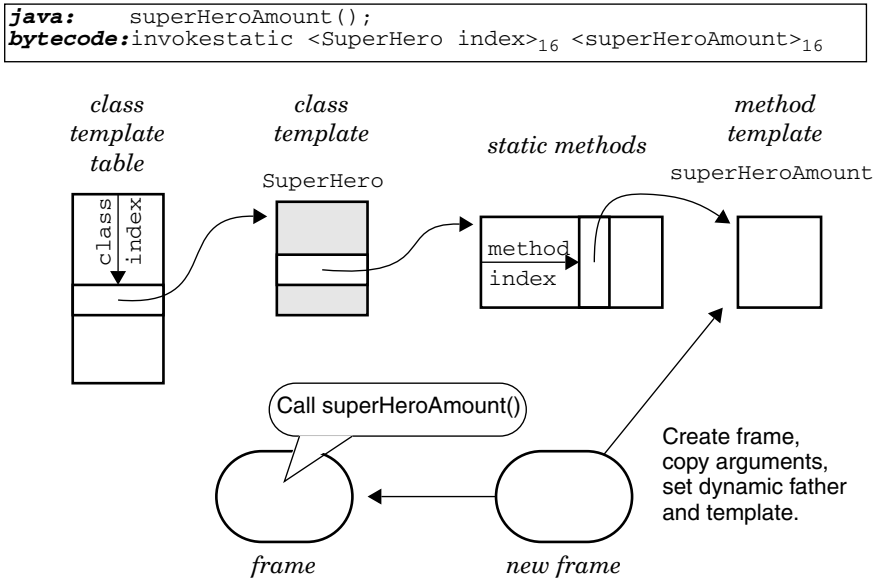 java: superHeroAmount();
bytecode:invokestatic <SuperHero index>16 <superHeroAmount>16
class
template
table
class
template
static methods
method
template
SuperHero
superHeroAmount
class
index
method
index
Call superHeroAmount()
Create frame,
copy arguments,
set dynamic father
and template.
frame
new frame